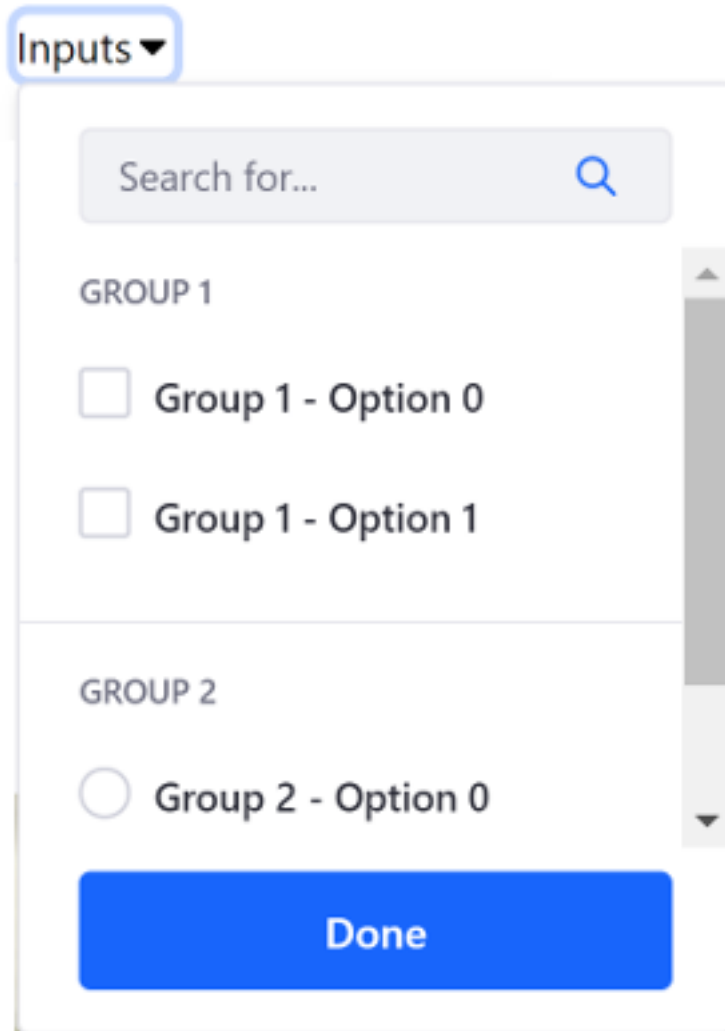 Inputs
Search for...
GROUP 1
Group 1 - Option 0
Group 1 - Option 1
GROUP 2
Group 2 - Option 0
Done